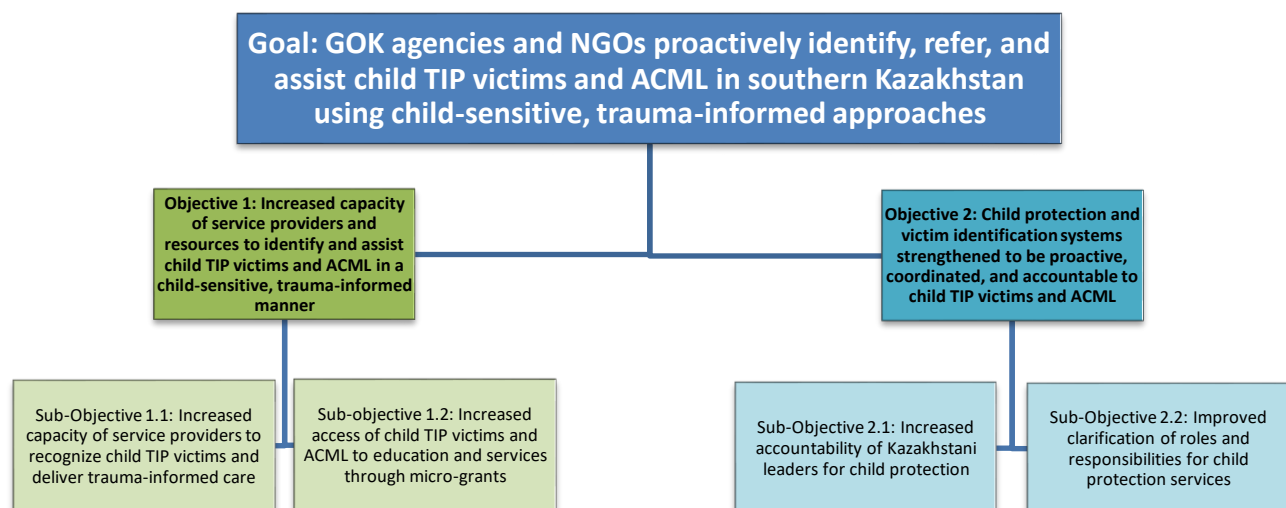 Goal: GOK agencies and NGOs proactively identify, refer, and
assist child TIP victims and ACML in southern Kazakhstan
using child-sensitive, trauma-informed approaches
Objective 1: Increased capacity
of service providers and
resources to identify and assist
child TIP victims and ACML in a
child-sensitive, trauma-informed
manner
Objective 2: Child protection and
victim identification systems
strengthened to be proactive,
coordinated, and accountable to
child TIP victims and ACML
Sub-Objective 1.1: Increased
capacity of service providers to
recognize child TIP victims and
deliver trauma-informed care
Sub-objective 1.2: Increased
access of child TIP victims and
ACML to education and services
through micro-grants
Sub-Objective 2.1: Increased
accountability of Kazakhstani
leaders for child protection
Sub-Objective 2.2: Improved
clarification of roles and
responsibilities for child
protection services